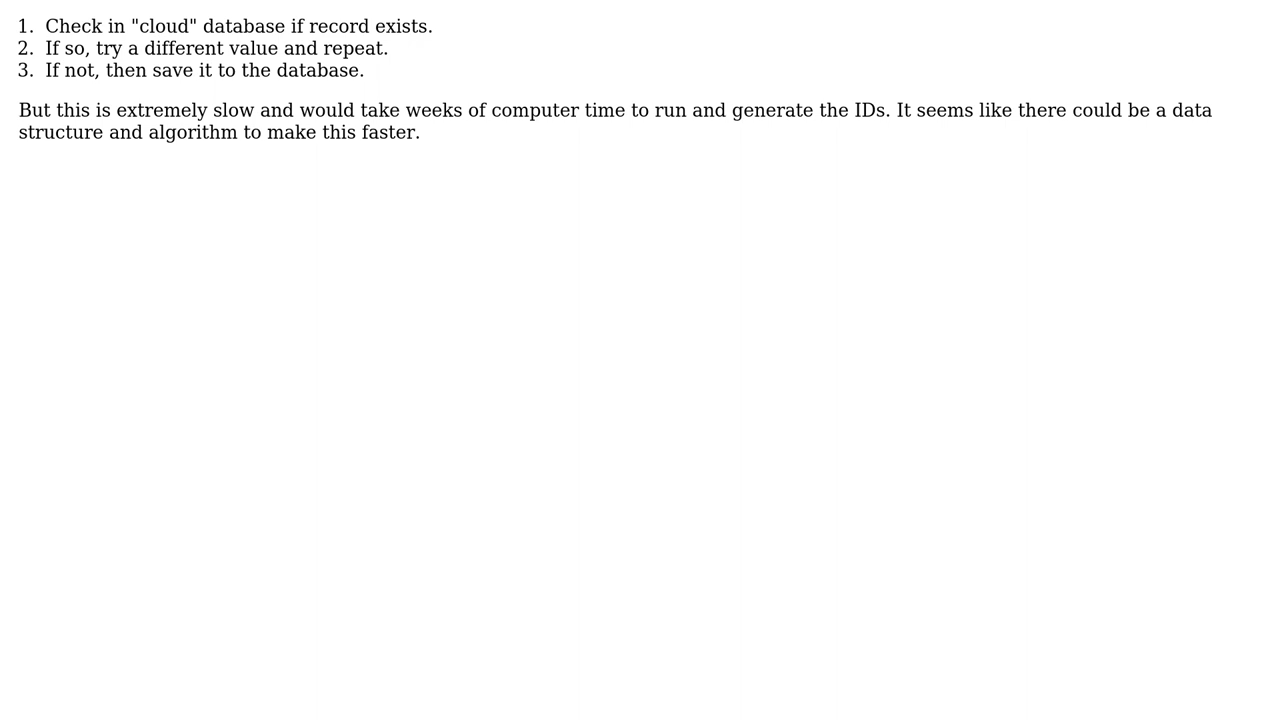 1. Check in "cloud" database if record exists.
2. If so, try a different value and repeat.
3. If not, then save it to the database.
But this is extremely slow and would take weeks of computer time to run and generate the IDs. It seems like there could be a data
structure and algorithm to make this faster.